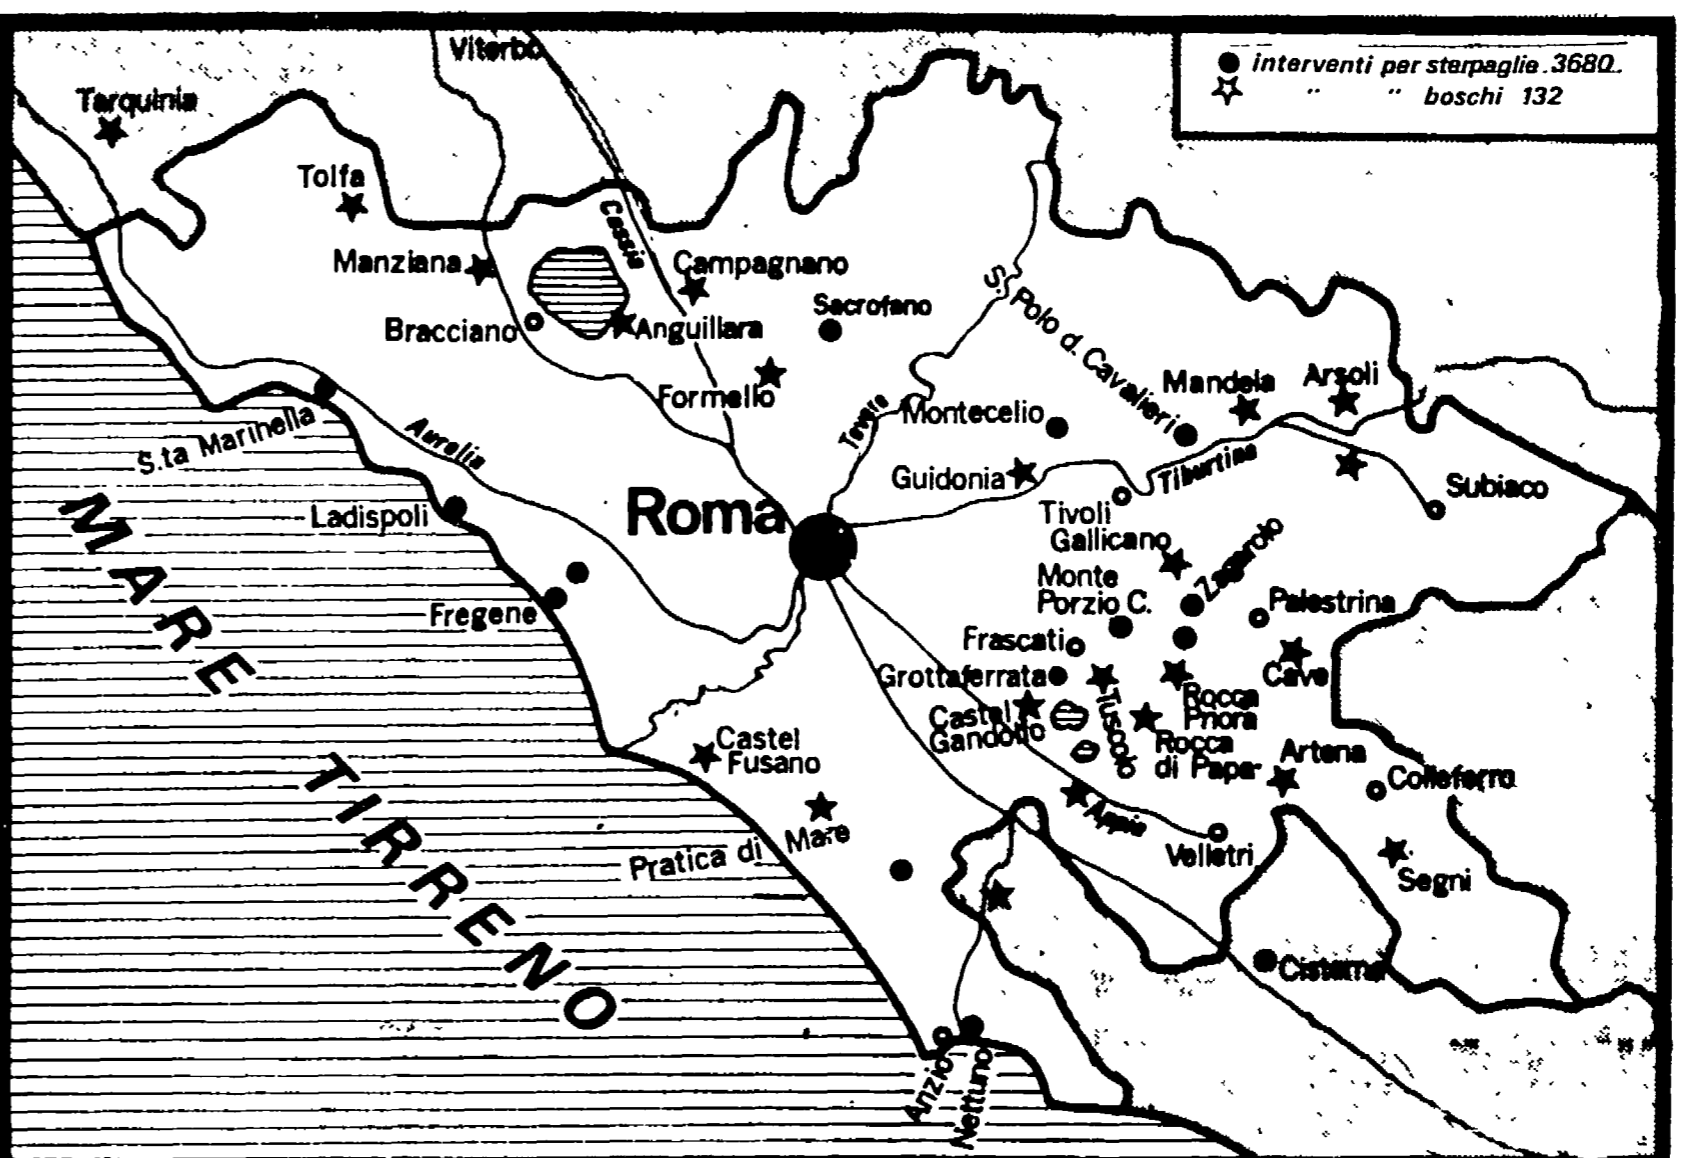 Viterbo
interventi per sterpaglie 3680
" " boschi 132
Tarquinia
Tolfa
Cassia
Manziana
Campagnano
Sacrofano
Bracciano
Anguillara
S. Polo d. Cavalieri
Formello
Tevere
Montecelio
Mandela
Arsoli
S.ta Marinella
Aurelia
Guidonia
Tiburtina
Subiaco
Ladispoli
Roma
Tivoli
Gallicano
Zagarolo
Monte
Porzio C.
Palestrina
Fregene
Frascati
Grottaferrata
Cave
Castel
Gandolfo
Tuscolo
Rocca
Priora
Rocca
di Papa
Castel
Fusano
Artena
Colleferro
Appia
Pratica di Mare
Velletri
Segni
Cisterna
Anzio
Nettuno
MARE
TIRRENO